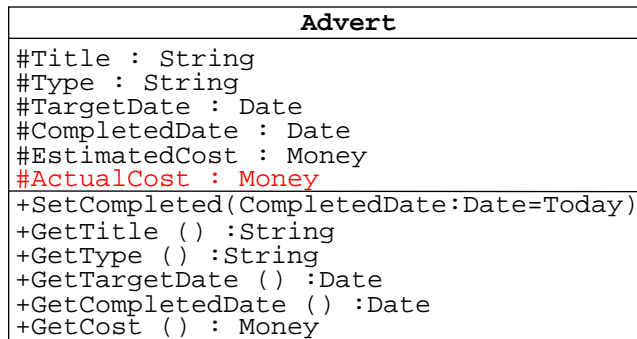 Advert
#Title : String
#Type : String
#TargetDate : Date
#CompletedDate : Date
#EstimatedCost : Money
#ActualCost : Money
+SetCompleted(CompletedDate:Date=Today)
+GetTitle () :String
+GetType () :String
+GetTargetDate () :Date
+GetCompletedDate () :Date
+GetCost () : Money